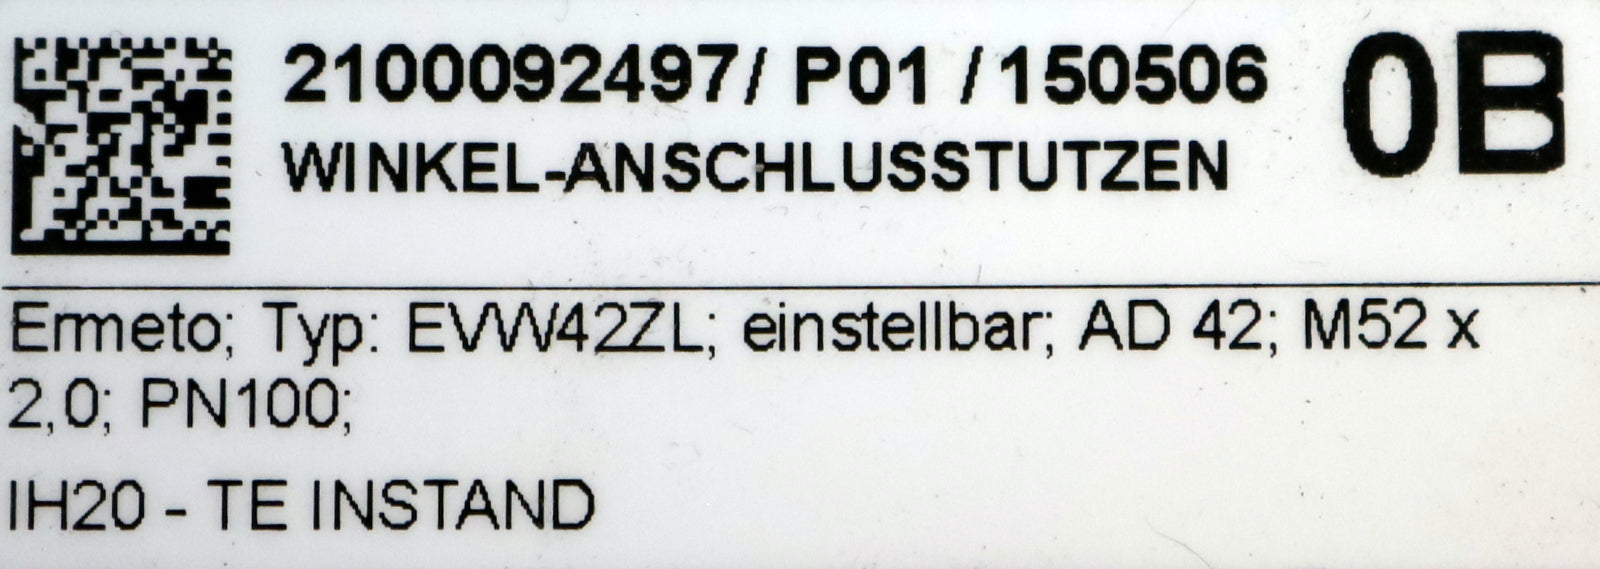 2100092497/ P01 / 150506
0B
WINKEL-ANSCHLUSSTUTZEN
Ermeto; Typ: EVW42ZL; einstellbar; AD 42; M52 x
2,0; PN100;
IH20 - TE INSTAND